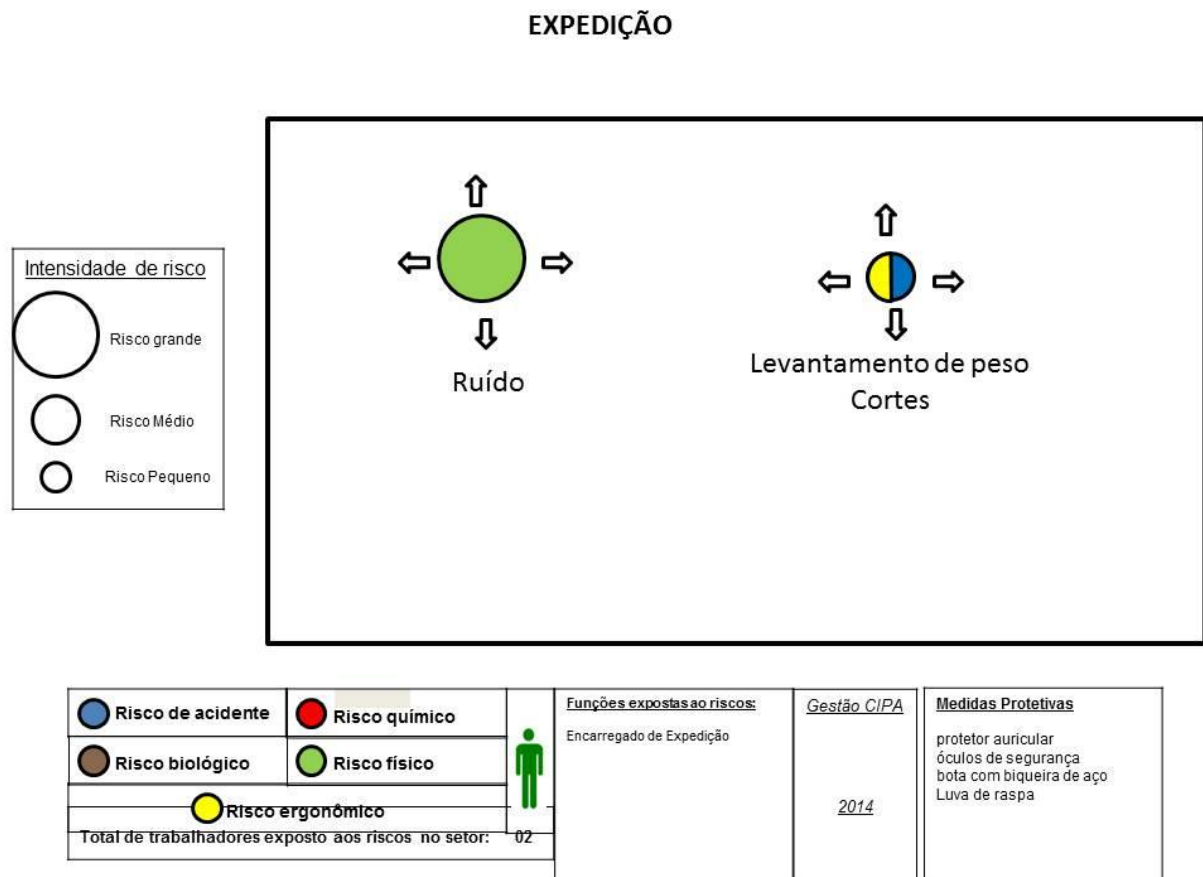 EXPEDIÇÃO
Intensidade de risco
Risco grande
Risco Médio
Risco Pequeno
Ruído
Levantamento de peso
Cortes
Risco de acidente
Risco químico
Risco biológico
Risco físico
Risco ergonômico
Total de trabalhadores exposto aos riscos no setor: 02
Funções expostas ao riscos:
Encarregado de Expedição
Gestão CIPA
2014
Medidas Protetivas
protetor auricular
óculos de segurança
bota com biqueira de aço
Luva de raspa